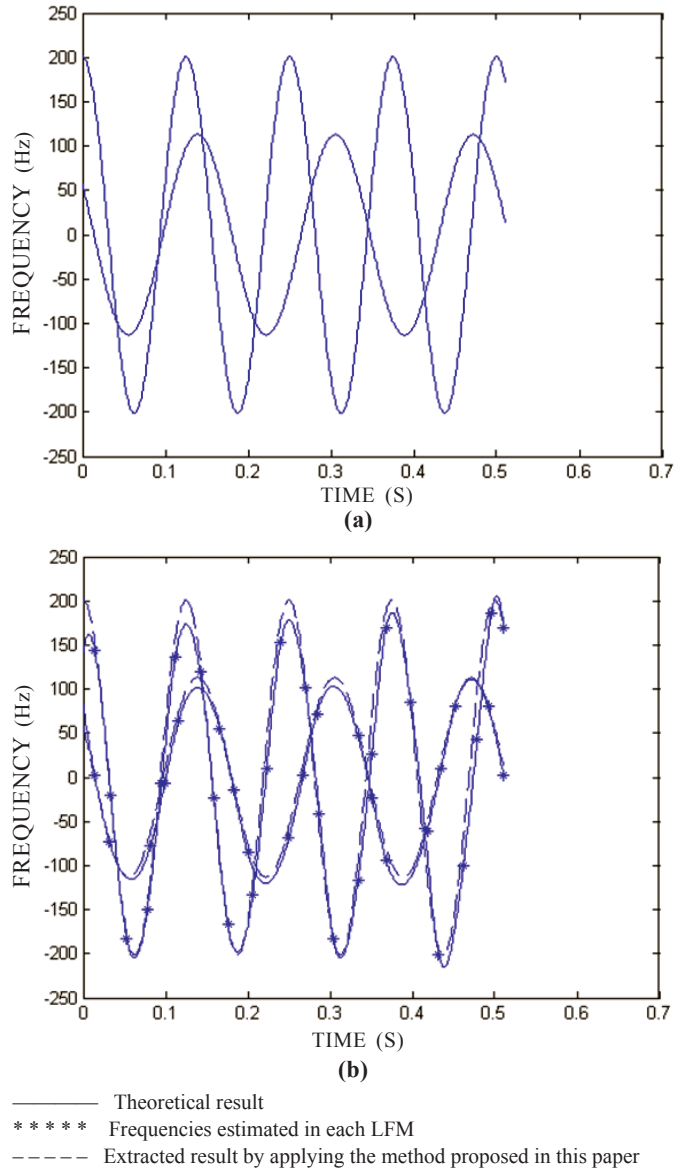 250
200
150
100
50
0
-50
-100
-150
-200
-250
FREQUENCY (Hz)
0 0.1 0.2 0.3 0.4 0.5 0.6 0.7
TIME (S)
(a)
250
200
150
100
50
0
-50
-100
-150
-200
-250
FREQUENCY (Hz)
0 0.1 0.2 0.3 0.4 0.5 0.6 0.7
TIME (S)
(b)
Theoretical result
* * * * * Frequencies estimated in each LFM
– – – – – Extracted result by applying the method proposed in this paper